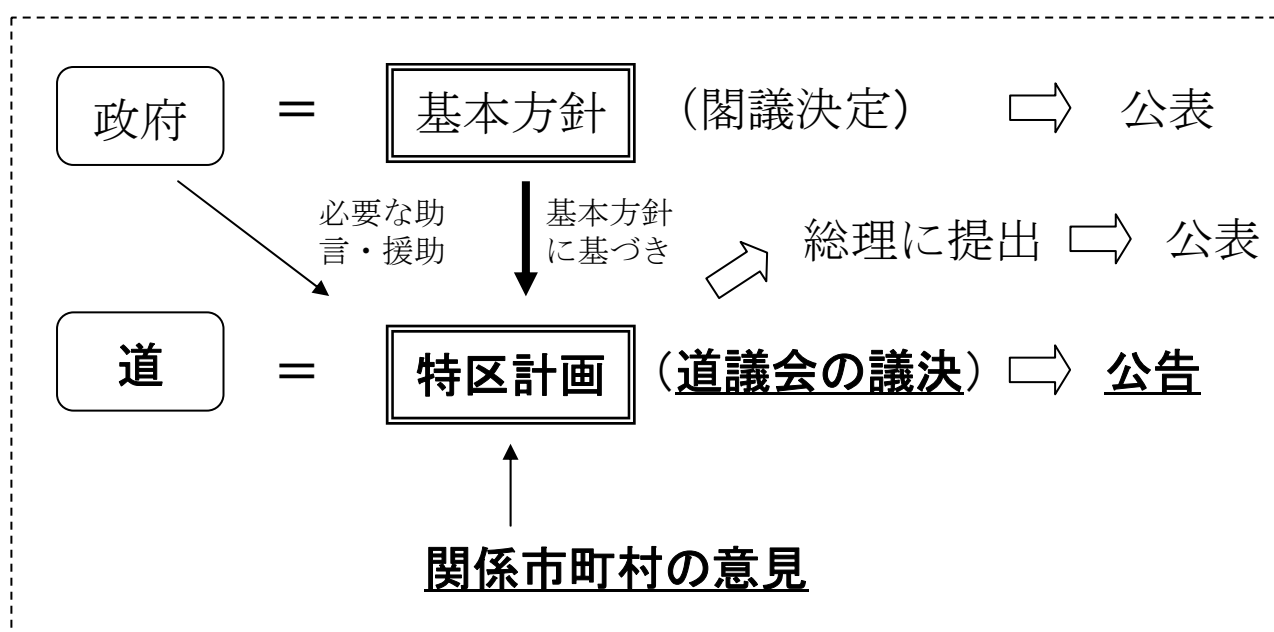 政府 = 基本方針 (閣議決定) ⇨ 公表
必要な助
言・援助
基本方針
に基づき
総理に提出 ⇨ 公表
道 = 特区計画 (道議会の議決) ⇨ 公告
関係市町村の意見